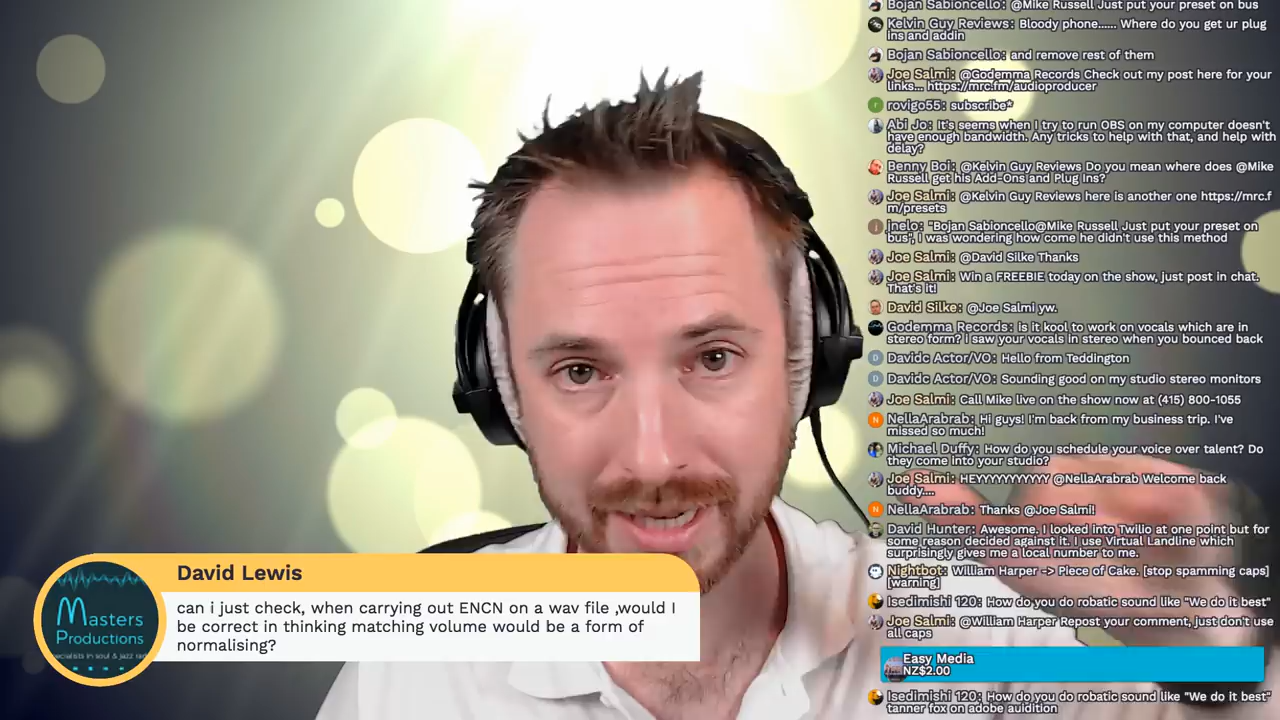 Bojan Sabioncello: @Mike Russell Just put your preset on bus
Kelvin Guy Reviews: Bloody phone...... Where do you get ur plug
ins and addin
Bojan Sabioncello: and remove rest of them
Joe Salmi: @Godemma Records Check out my post here for your
links... https://mrc.fm/audioproducer
rovigo55: subscribe*
Abi Jo: It's seems when I try to run OBS on my computer doesn't
have enough bandwidth. Any tricks to help with that, and help with
delay?
Benny Boi: @Kelvin Guy Reviews Do you mean where does @Mike
Russell get his Add-Ons and Plug Ins?
Joe Salmi: @Kelvin Guy Reviews here is another one https://mrc.f
m/presets
jnelo: "Bojan Sabioncello@Mike Russell Just put your preset on
bus", I was wondering how come he didn't use this method
Joe Salmi: @David Silke Thanks
Joe Salmi: Win a FREEBIE today on the show, just post in chat.
That's it!
David Silke: @Joe Salmi yw.
Godemma Records: is it kool to work on vocals which are in
stereo form? I saw your vocals in stereo when you bounced back
D Davidc Actor/VO: Hello from Teddington
D Davidc Actor/VO: Sounding good on my studio stereo monitors
Joe Salmi: Call Mike live on the show now at (415) 800-1055
N NellaArabrab: Hi guys! I'm back from my business trip. I've
missed so much!
Michael Duffy: How do you schedule your voice over talent? Do
they come into your studio?
Joe Salmi: HEYYYYYYYYYYY @NellaArabrab Welcome back
buddy....
N NellaArabrab: Thanks @Joe Salmi!
David Hunter: Awesome. I looked into Twilio at one point but for
some reason decided against it. I use Virtual Landline which
surprisingly gives me a local number to me.
Nightbot: William Harper -> Piece of Cake. [stop spamming caps]
[warning]
Isedimishi 120: How do you do robatic sound like "We do it best"
Joe Salmi: @William Harper Repost your comment, just don't use
all caps
Easy Media
NZ$2.00
Isedimishi 120: How do you do robatic sound like "We do it best"
tanner fox on adobe auidition
David Lewis
can i just check, when carrying out ENCN on a wav file ,would I
be correct in thinking matching volume would be a form of
normalising?
Masters
Productions
ecialists in soul & jazz rad